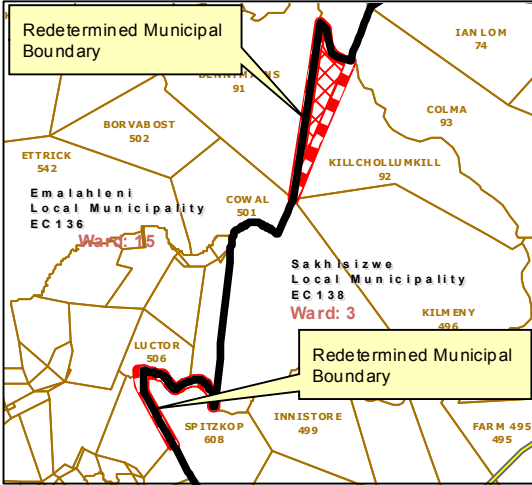 Redetermined Municipal
Boundary
IAN LOM
74
91
COLMA
93
BORVABOST
502
ETTRICK
542
KILLCHOLLUMKILL
92
Emalahleni
Local Municipality
EC136
Ward: 15
COWAL
501
Sakhisizwe
Local Municipality
EC138
Ward: 3
KILMENY
496
LUCTOR
506
Redetermined Municipal
Boundary
SPITZKOP
608
INNISTORE
499
FARM 495
495